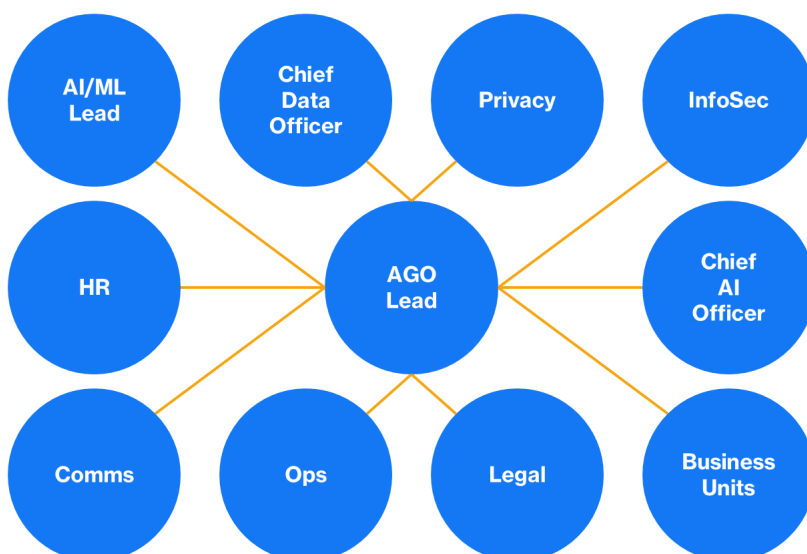 AI/ML
Lead
Chief
Data
Officer
Privacy
InfoSec
HR
AGO
Lead
Chief
AI
Officer
Comms
Ops
Legal
Business
Units